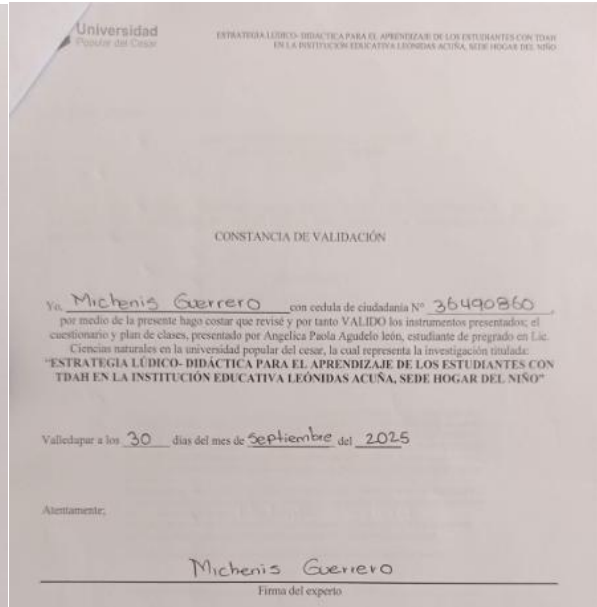 Universidad
Popular del Cesar
ESTRATEGIA LÚDICO- DIDACTICA PARA EL APRENDIZAJE DE LOS ESTUDIANTES CON TDAH
EN LA INSTITUCIÓN EDUCATIVA LEONIDAS ACUÑA, SEDE HOGAR DEL NIÑO
CONSTANCIA DE VALIDACIÓN
Yo, Michenis Guerrero con cedula de ciudadanía N° 36490860,
por medio de la presente hago costar que revisé y por tanto VALIDO los instrumentos presentados; el
cuestionario y plan de clases, presentado por Angelica Paola Agudelo león, estudiante de pregrado en Lic.
Ciencias naturales en la universidad popular del cesar, la cual representa la investigación titulada:
"ESTRATEGIA LÚDICO- DIDÁCTICA PARA EL APRENDIZAJE DE LOS ESTUDIANTES CON
TDAH EN LA INSTITUCIÓN EDUCATIVA LEÓNIDAS ACUÑA, SEDE HOGAR DEL NIÑO"
Valledupar a los 30 días del mes de Septiembre del 2025
Atentamente;
Michenis Guerrero
Firma del experto